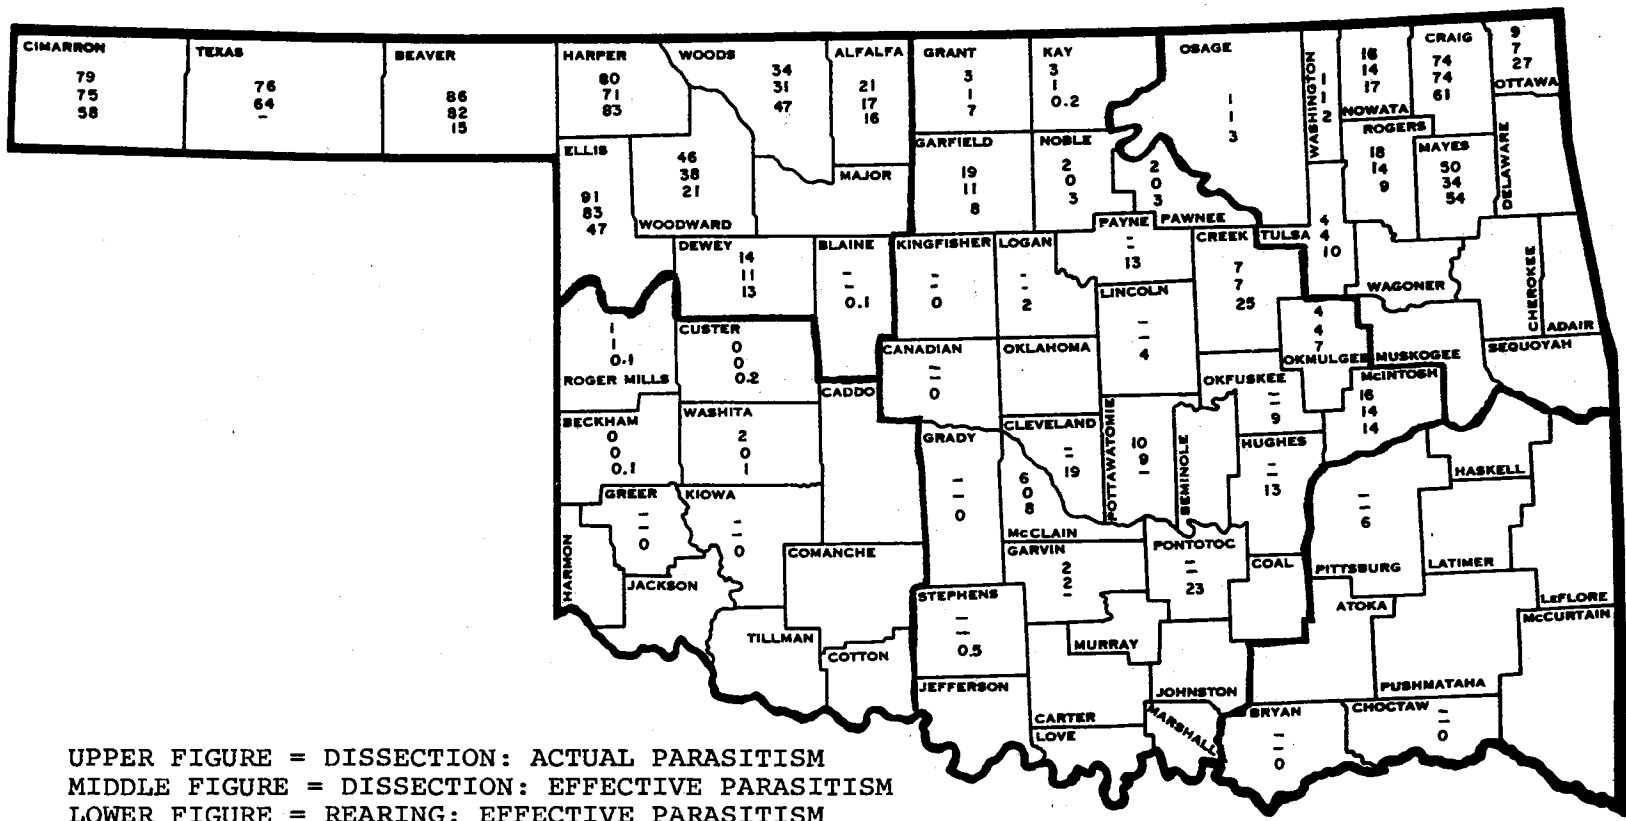 CIMARRON
79
75
58
TEXAS
76
64
-
BEAVER
86
82
15
HARPER
80
71
83
WOODS
34
31
47
ALFALFA
21
17
16
GRANT
3
1
7
KAY
3
1
0.2
OSAGE
1
1
3
WASHINGTON
1
1
2
16
14
17
NOWATA
CRAIG
74
74
61
9
7
27
OTTAWA
ELLIS
91
83
47
46
38
21
WOODWARD
MAJOR
GARFIELD
19
11
8
NOBLE
2
0
3
2
0
3
PAWNEE
ROGERS
18
14
9
MAYES
50
34
54
DELAWARE
DEWEY
14
11
13
BLAINE
-
-
0.1
KINGFISHER
-
-
0
LOGAN
-
-
2
PAYNE
-
-
13
CREEK
7
7
25
TULSA
4
4
10
WAGONER
CHEROKEE
ADAIR
1
1
0.1
ROGER MILLS
CUSTER
0
0
0.2
CADDO
CANADIAN
-
-
0
OKLAHOMA
LINCOLN
-
-
4
4
4
7
OKMULGEE
MUSKOGEE
SEQUOYAH
OKFUSKEE
-
-
9
McINTOSH
16
14
14
BECKHAM
0
0
0.1
WASHITA
2
0
1
GRADY
-
-
0
CLEVELAND
-
-
19
POTTAWATOMIE
10
9
-
SEMINOLE
HUGHES
-
-
13
HASKELL
GREER
-
-
0
KIOWA
-
-
0
6
0
8
McCLAIN
-
-
6
PITTSBURG
LATIMER
LeFLORE
HARMON
JACKSON
COMANCHE
GARVIN
2
2
-
PONTOTOC
-
-
23
COAL
ATOKA
McCURTAIN
TILLMAN
COTTON
STEPHENS
-
-
0.5
MURRAY
JOHNSTON
PUSHMATAHA
JEFFERSON
CARTER
LOVE
MARSHALL
BRYAN
-
-
0
CHOCTAW
-
-
0
UPPER FIGURE = DISSECTION: ACTUAL PARASITISM
MIDDLE FIGURE = DISSECTION: EFFECTIVE PARASITISM
LOWER FIGURE = REARING: EFFECTIVE PARASITISM